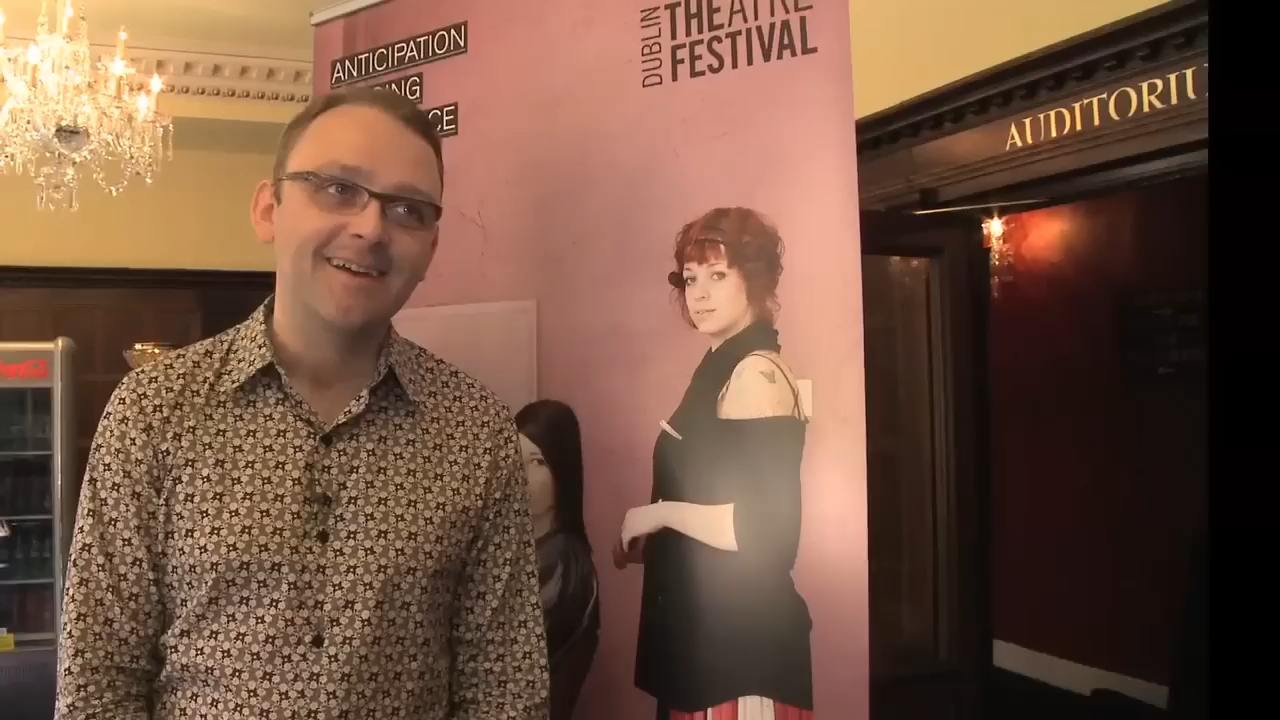 ANTICIPATION
DUBLIN
THEATRE
FESTIVAL
AUDITORIU